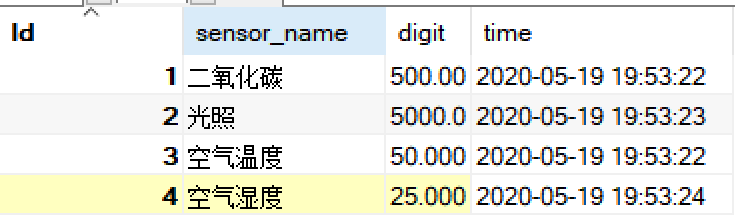 Id sensor_name digit time
1 二氧化碳 500.00 2020-05-19 19:53:22
2 光照 5000.0 2020-05-19 19:53:23
3 空气温度 50.000 2020-05-19 19:53:22
4 空气湿度 25.000 2020-05-19 19:53:24